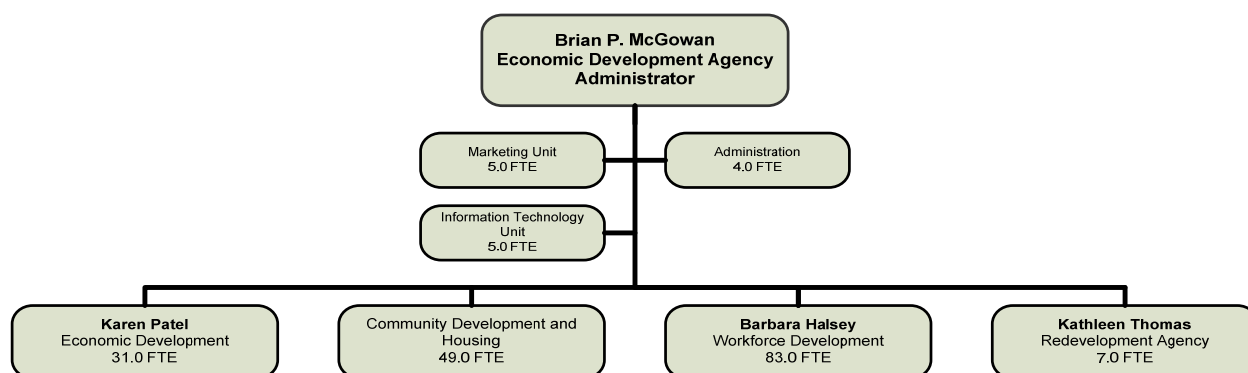 Brian P. McGowan
Economic Development Agency
Administrator
Marketing Unit
5.0 FTE
Administration
4.0 FTE
Information Technology
Unit
5.0 FTE
Karen Patel
Economic Development
31.0 FTE
Community Development and
Housing
49.0 FTE
Barbara Halsey
Workforce Development
83.0 FTE
Kathleen Thomas
Redevelopment Agency
7.0 FTE